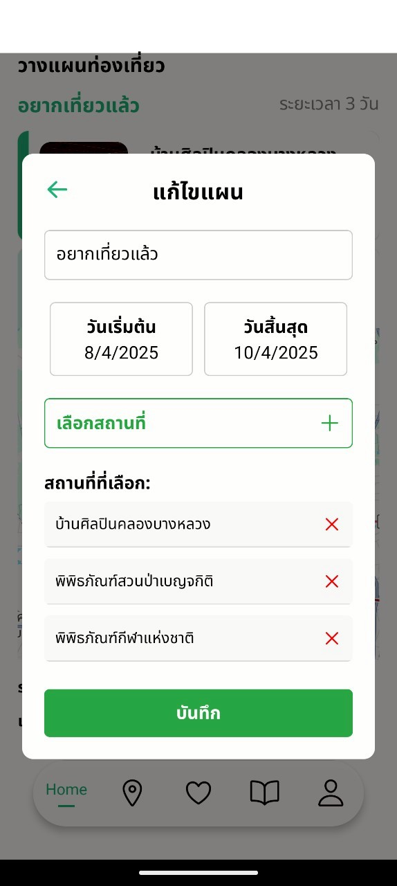 วางแผนท่องเที่ยว
อยากเที่ยวแล้ว
ระยะเวลา 3 วัน
แก้ไขแผน
อยากเที่ยวแล้ว
วันเริ่มต้น
8/4/2025
วันสิ้นสุด
10/4/2025
เลือกสถานที่
สถานที่ที่เลือก:
บ้านศิลปินคลองบางหลวง
พิพิธภัณฑ์สวนป่าเบญจกิติ
พิพิธภัณฑ์กีฬาแห่งชาติ
บันทึก
Home